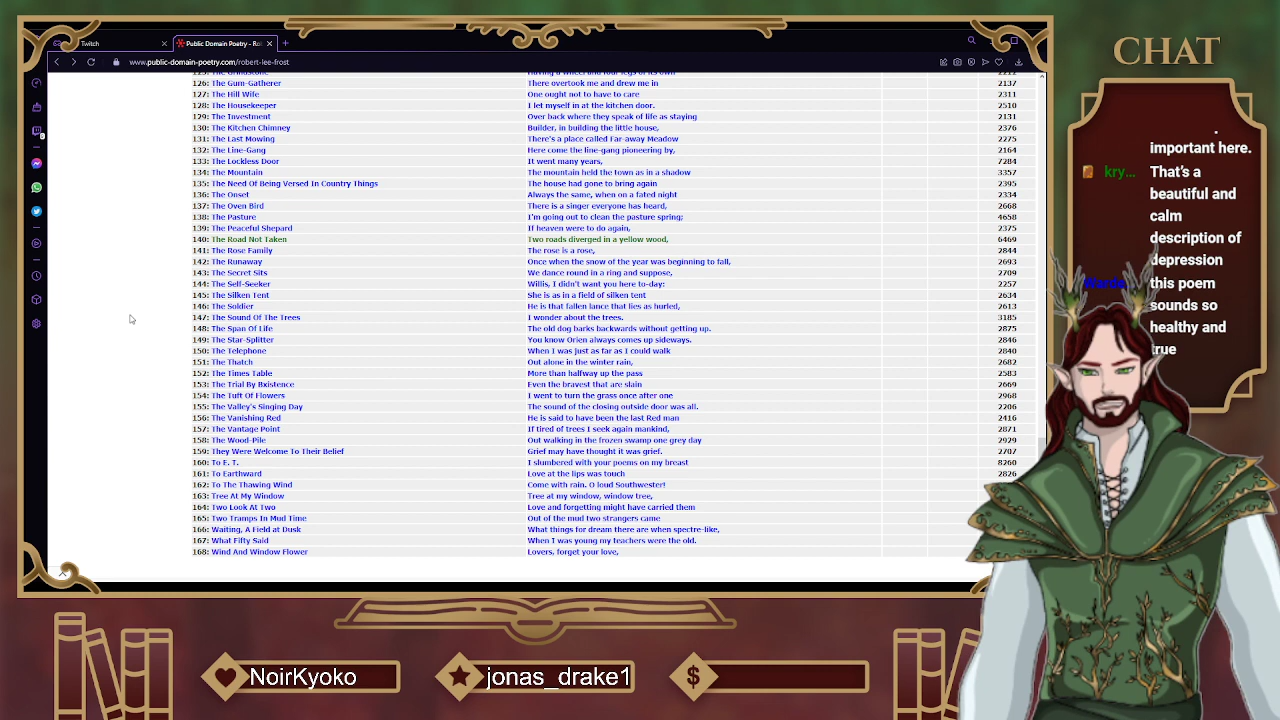 Twitch
Public Domain Poetry - Ro
CHAT
www.public-domain-poetry.com/robert-lee-frost
126: The Gum-Gatherer There overtook me and drew me in 2137
127: The Hill Wife One ought not to have to care 2311
128: The Housekeeper I let myself in at the kitchen door. 2510
129: The Investment Over back where they speak of life as staying 2131
130: The Kitchen Chimney Builder, in building the little house, 2376
131: The Last Mowing There's a place called Far-away Meadow 2275
132: The Line-Gang Here come the line-gang pioneering by, 2164
133: The Lockless Door It went many years, 7284
134: The Mountain The mountain held the town as in a shadow 3357
135: The Need Of Being Versed In Country Things The house had gone to bring again 2395
136: The Onset Always the same, when on a fated night 2334
137: The Oven Bird There is a singer everyone has heard, 2668
138: The Pasture I'm going out to clean the pasture spring; 4658
139: The Peaceful Shepard If heaven were to do again, 2375
140: The Road Not Taken Two roads diverged in a yellow wood, 6469
141: The Rose Family The rose is a rose, 2844
142: The Runaway Once when the snow of the year was beginning to fall, 2693
143: The Secret Sits We dance round in a ring and suppose, 2709
144: The Self-Seeker Willis, I didn't want you here to-day: 2257
145: The Silken Tent She is as in a field of silken tent 2634
146: The Soldier He is that fallen lance that lies as hurled, 2613
147: The Sound Of The Trees I wonder about the trees. 3185
148: The Span Of Life The old dog barks backwards without getting up. 2875
149: The Star-Splitter You know Orien always comes up sideways. 2846
150: The Telephone When I was just as far as I could walk 2840
151: The Thatch Out alone in the winter rain, 2682
152: The Times Table More than halfway up the pass 2583
153: The Trial By Bxistence Even the bravest that are slain 2669
154: The Tuft Of Flowers I went to turn the grass once after one 2968
155: The Valley's Singing Day The sound of the closing outside door was all. 2206
156: The Vanishing Red He is said to have been the last Red man 2416
157: The Vantage Point If tired of trees I seek again mankind, 2871
158: The Wood-Pile Out walking in the frozen swamp one grey day 2929
159: They Were Welcome To Their Belief Grief may have thought it was grief. 2707
160: To E. T. I slumbered with your poems on my breast 8260
161: To Earthward Love at the lips was touch 2826
162: To The Thawing Wind Come with rain. O loud Southwester!
163: Tree At My Window Tree at my window, window tree,
164: Two Look At Two Love and forgetting might have carried them
165: Two Tramps In Mud Time Out of the mud two strangers came
166: Waiting, A Field at Dusk What things for dream there are when spectre-like,
167: What Fifty Said When I was young my teachers were the old.
168: Wind And Window Flower Lovers, forget your love,
important here.
kry... That's a
beautiful and
calm
description of
depression
this poem
sounds so
healthy and
true
NoirKyoko
jonas_drake1
$